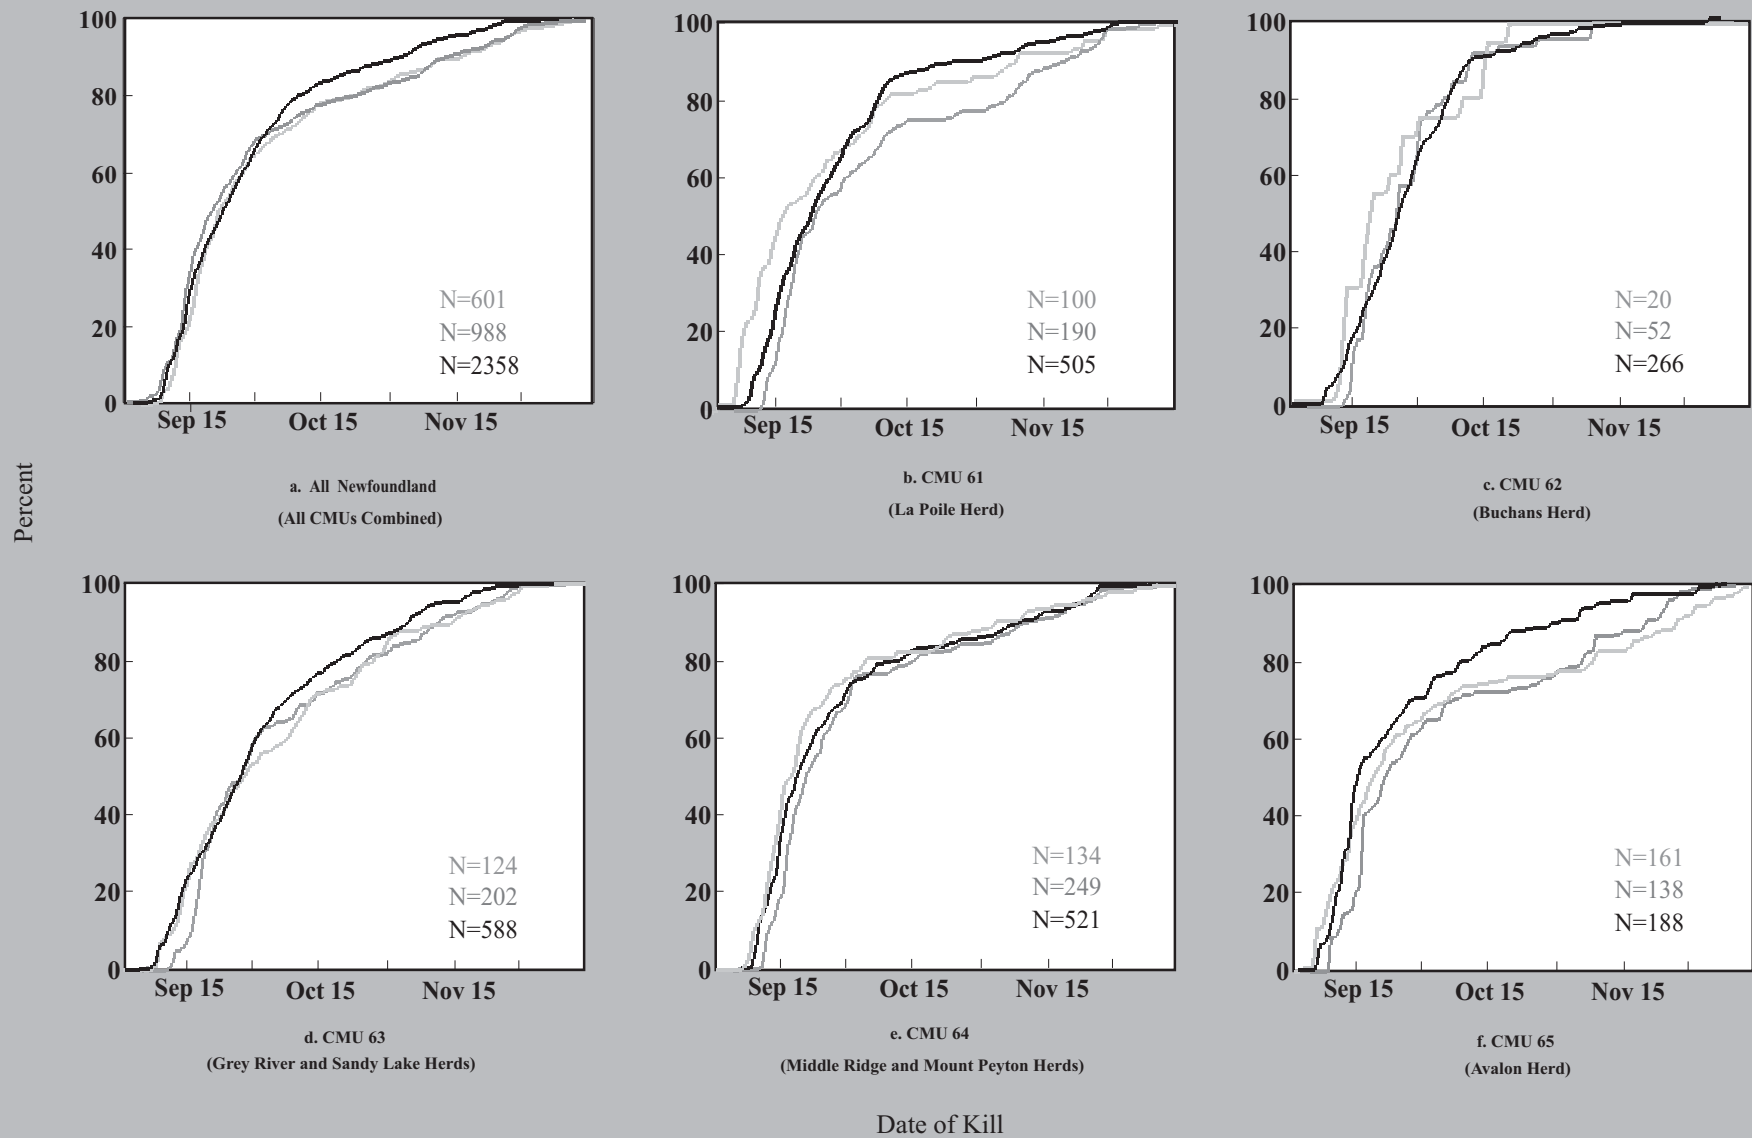 100
80
60
40
20
0
Sep 15
Oct 15
Nov 15
N=601
N=988
N=2358
a. All Newfoundland
(All CMUs Combined)
100
80
60
40
20
0
Sep 15
Oct 15
Nov 15
N=100
N=190
N=505
b. CMU 61
(La Poile Herd)
100
80
60
40
20
0
Sep 15
Oct 15
Nov 15
N=20
N=52
N=266
c. CMU 62
(Buchans Herd)
Percent
100
80
60
40
20
0
Sep 15
Oct 15
Nov 15
N=124
N=202
N=588
d. CMU 63
(Grey River and Sandy Lake Herds)
100
80
60
40
20
0
Sep 15
Oct 15
Nov 15
N=134
N=249
N=521
e. CMU 64
(Middle Ridge and Mount Peyton Herds)
100
80
60
40
20
0
Sep 15
Oct 15
Nov 15
N=161
N=138
N=188
f. CMU 65
(Avalon Herd)
Date of Kill